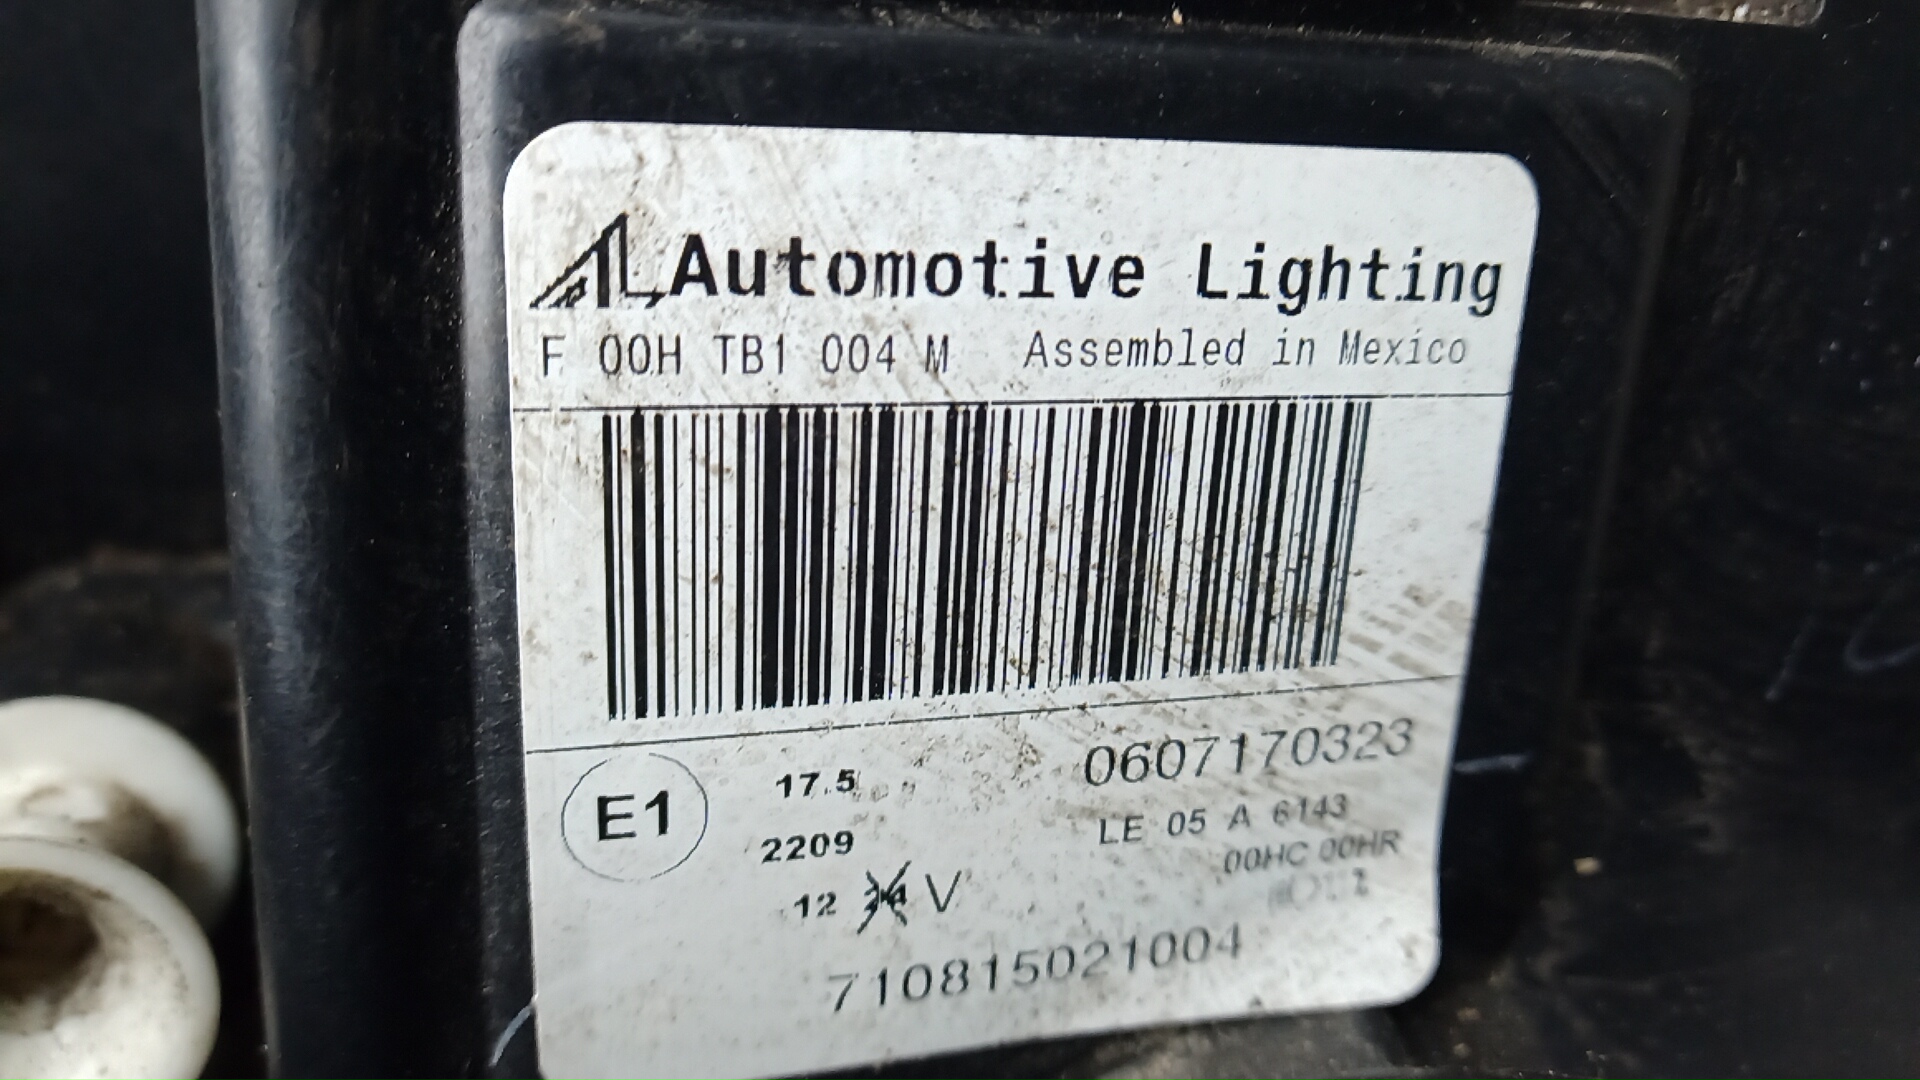 AL Automotive Lighting
F 00H TB1 004 M Assembled in Mexico
E1 17.5 0607170323
2209 LE 05 A 6143
00HC 00HR
12 V
710815021004